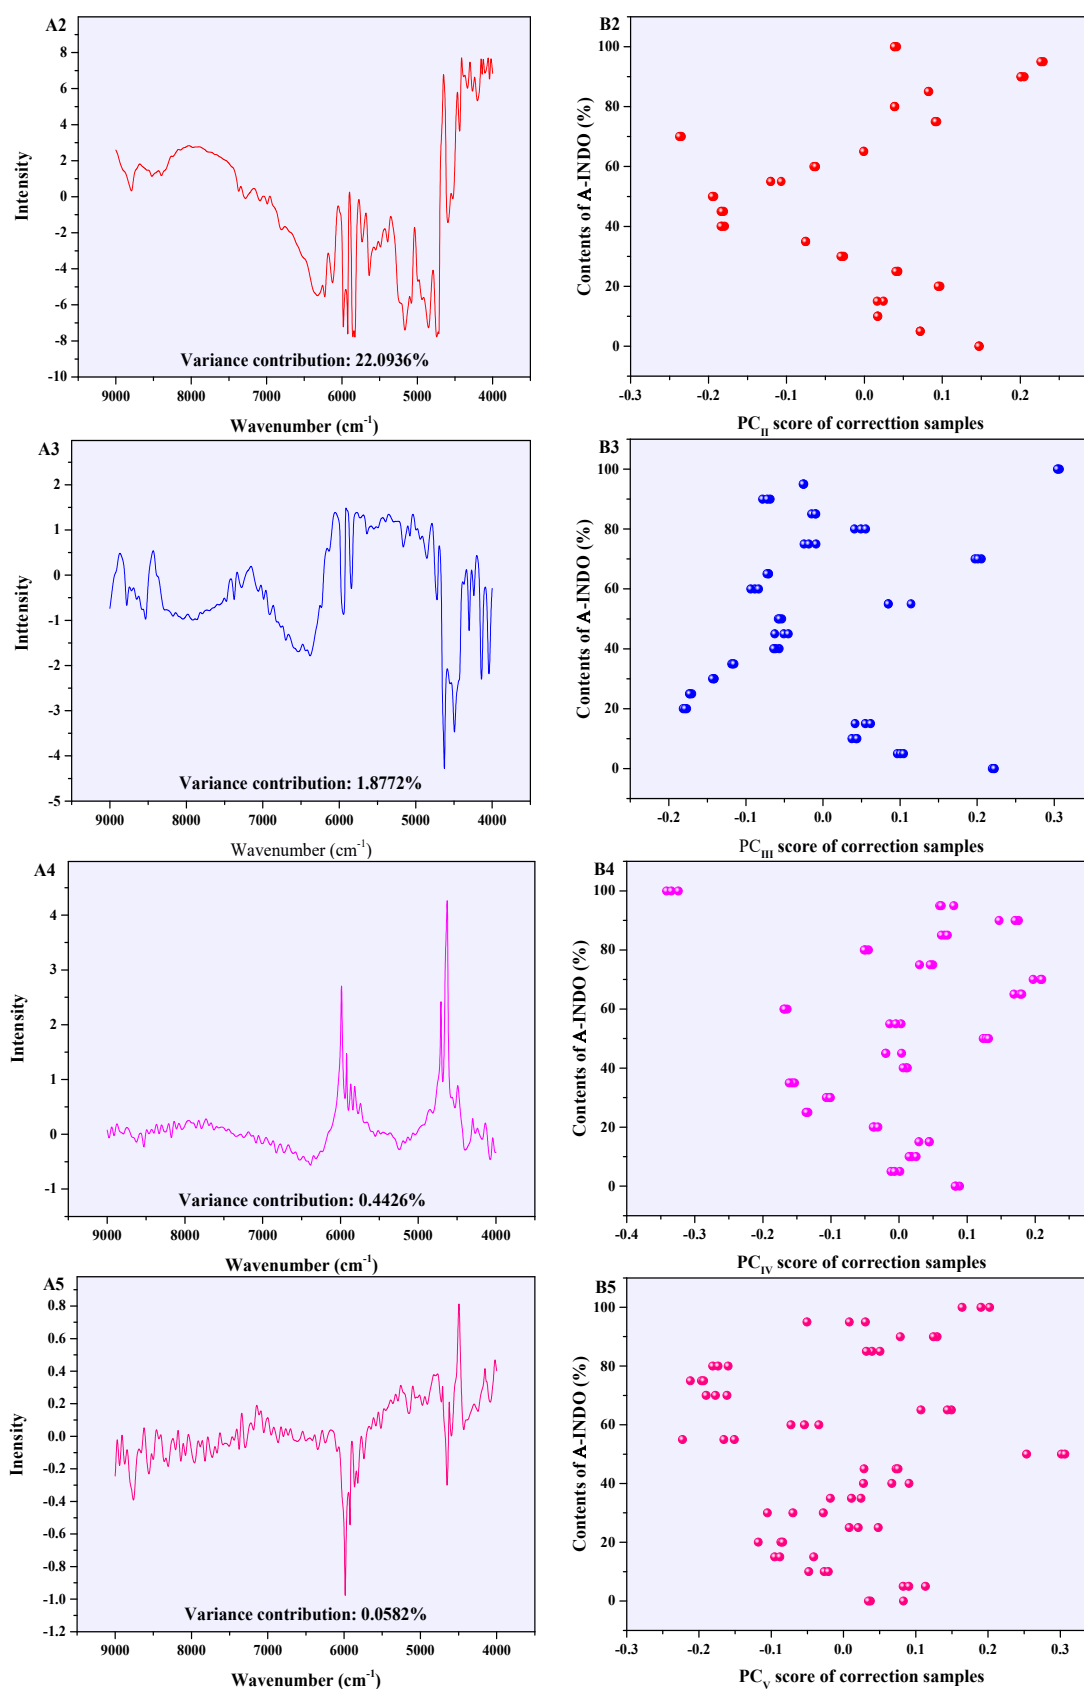 A2
8
6
4
2
0
-2
-4
-6
-8
-10
Intensity
Variance contribution: 22.0936%
9000 8000 7000 6000 5000 4000
Wavenumber (cm-1)
B2
100
80
60
40
20
0
Contents of A-INDO (%)
-0.3 -0.2 -0.1 0.0 0.1 0.2
PCII score of correcttion samples
A3
3
2
1
0
-1
-2
-3
-4
-5
Inttensity
Variance contribution: 1.8772%
9000 8000 7000 6000 5000 4000
Wavenumber (cm-1)
B3
100
80
60
40
20
0
Contents of A-INDO (%)
-0.2 -0.1 0.0 0.1 0.2 0.3
PCIII score of correction samples
A4
4
3
2
1
0
-1
Intensity
Variance contribution: 0.4426%
9000 8000 7000 6000 5000 4000
Wavenumber (cm-1)
B4
100
80
60
40
20
0
Contents of A-INDO (%)
-0.4 -0.3 -0.2 -0.1 0.0 0.1 0.2
PCIV score of correction samples
A5
0.8
0.6
0.4
0.2
0.0
-0.2
-0.4
-0.6
-0.8
-1.0
-1.2
Inensity
Variance contribution: 0.0582%
9000 8000 7000 6000 5000 4000
Wavenumber (cm-1)
B5
100
80
60
40
20
0
Contents of A-INDO (%)
-0.3 -0.2 -0.1 0.0 0.1 0.2 0.3
PCV score of correction samples